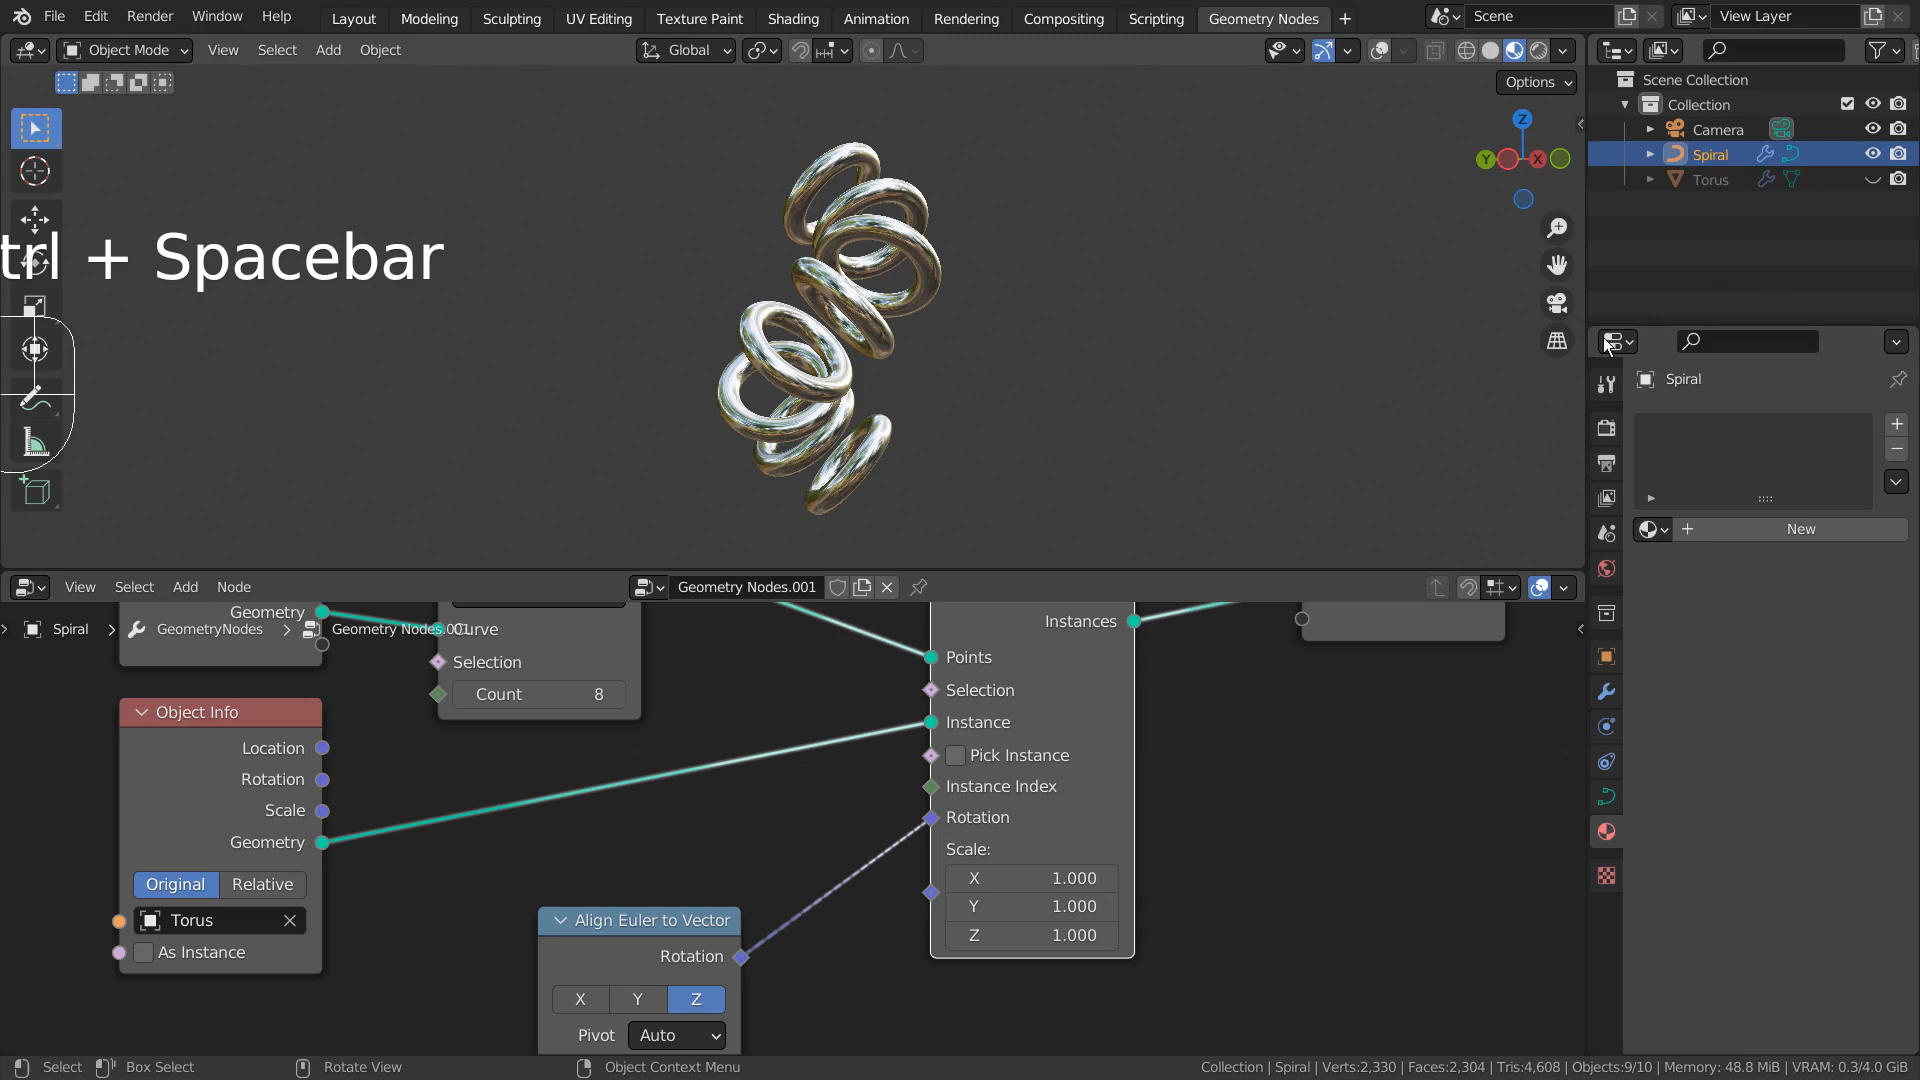 File Edit Render Window Help Layout Modeling Sculpting UV Editing Texture Paint Shading Animation Rendering Compositing Scripting Geometry Nodes + Scene View Layer
Object Mode View Select Add Object Global
Options
Scene Collection
Collection
Camera
Spiral
Torus
Z
Y X
trl + Spacebar
Spiral
New
View Select Add Node Geometry Nodes.001
Spiral > GeometryNodes > Geometry Nodes.001
Geometry
Curve
Selection
Count 8
Object Info
Location
Rotation
Scale
Geometry
Original Relative
Torus
As Instance
Align Euler to Vector
Rotation
X Y Z
Pivot Auto
Instances
Points
Selection
Instance
Pick Instance
Instance Index
Rotation
Scale:
X 1.000
Y 1.000
Z 1.000
Select Box Select Rotate View Object Context Menu Collection | Spiral | Verts:2,330 | Faces:2,304 | Tris:4,608 | Objects:9/10 | Memory: 48.8 MiB | VRAM: 0.3/4.0 GiB